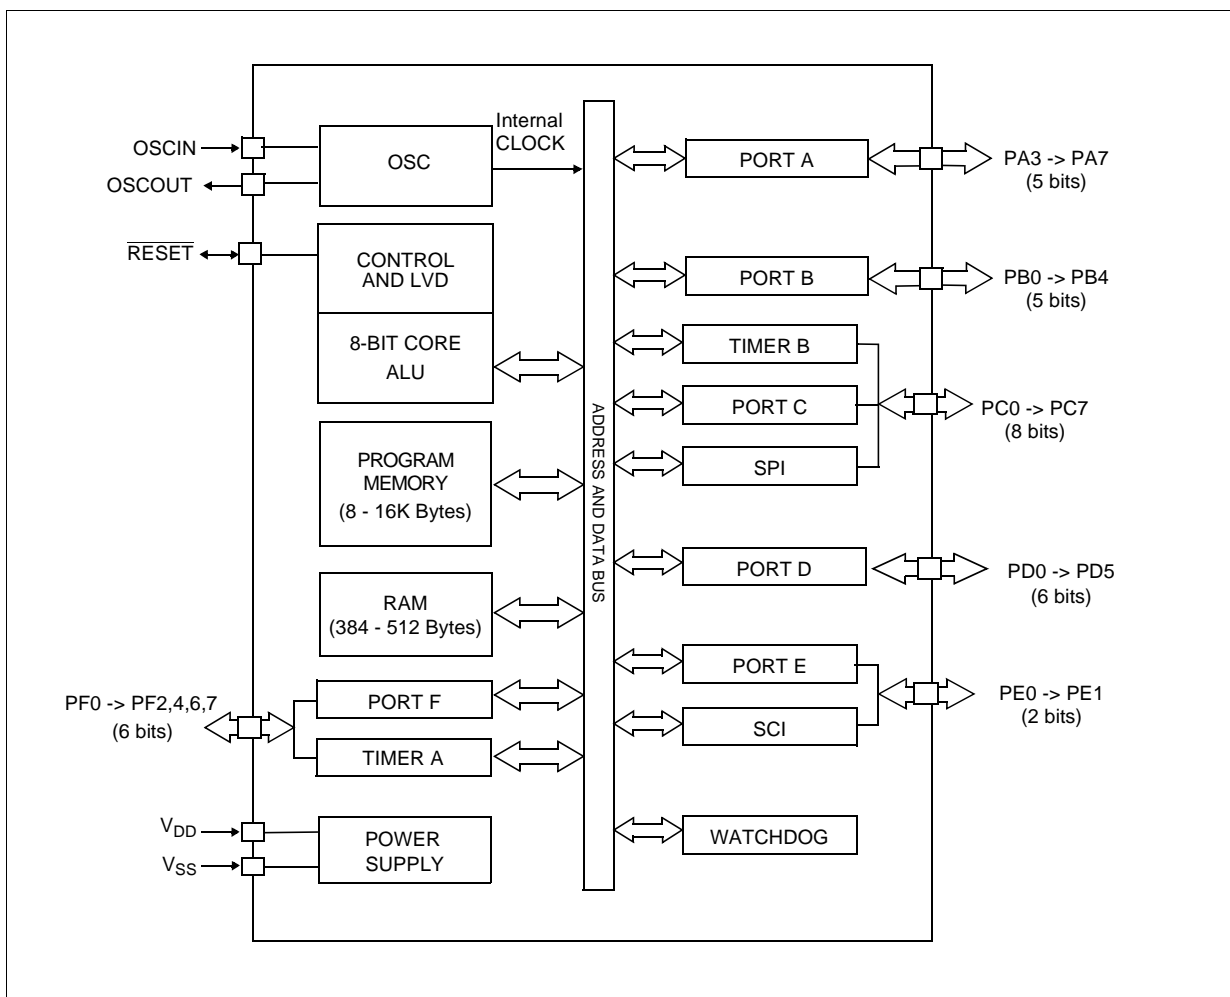 OSCIN
OSCOUT
OSC
Internal
CLOCK
RESET
CONTROL
AND LVD
8-BIT CORE
ALU
PROGRAM
MEMORY
(8 - 16K Bytes)
RAM
(384 - 512 Bytes)
PF0 -> PF2,4,6,7
(6 bits)
PORT F
TIMER A
VDD
VSS
POWER
SUPPLY
ADDRESS AND DATA BUS
PORT A
PA3 -> PA7
(5 bits)
PORT B
PB0 -> PB4
(5 bits)
TIMER B
PORT C
SPI
PC0 -> PC7
(8 bits)
PORT D
PD0 -> PD5
(6 bits)
PORT E
SCI
PE0 -> PE1
(2 bits)
WATCHDOG